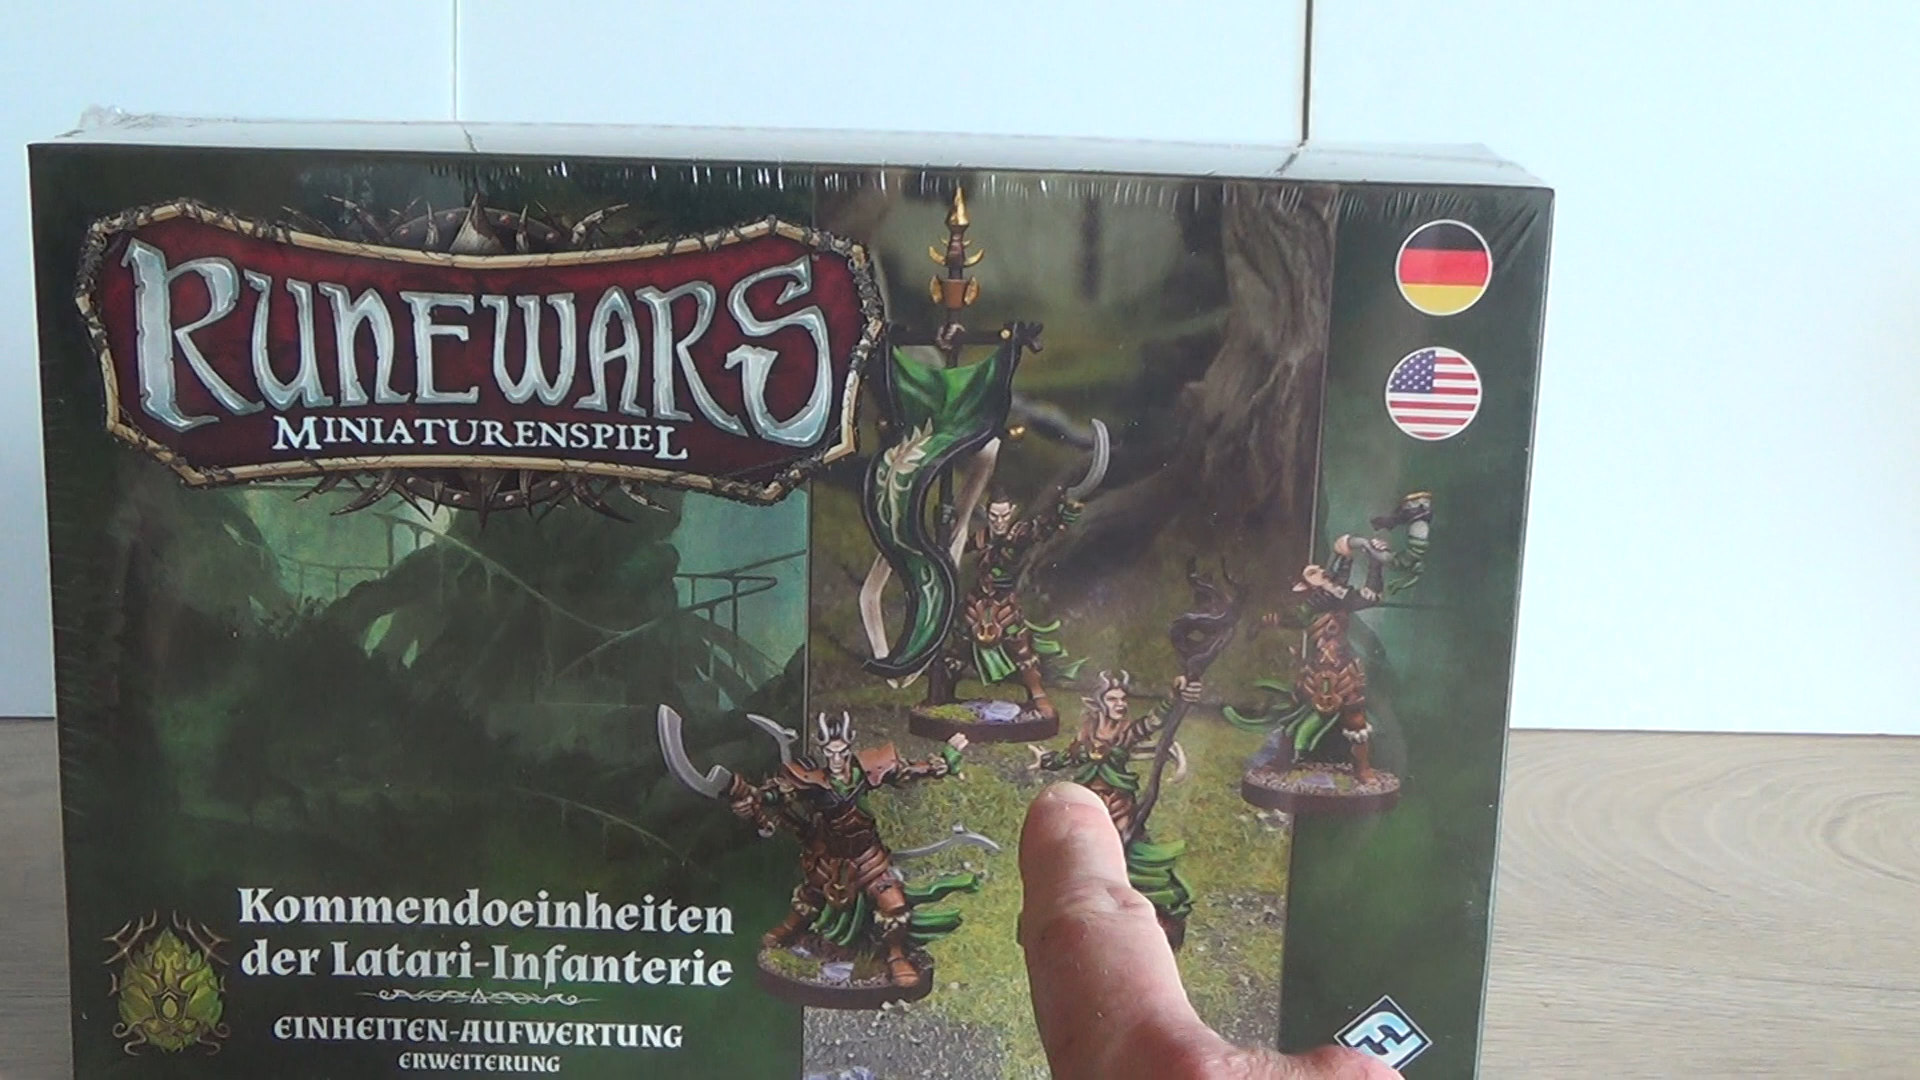 RUNEWARS
MINIATURENSPIEL
Kommendoeinheiten
der Latari-Infanterie
EINHEITEN-AUFWERTUNG
ERWEITERUNG